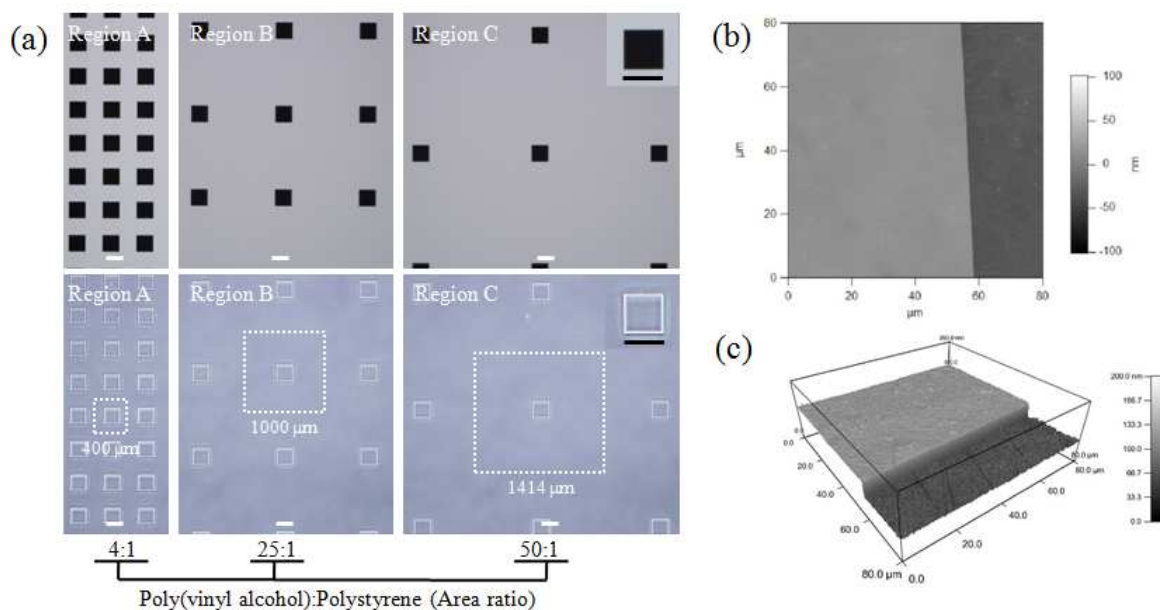 (a)
Region A
Region B
Region C
Region A
Region B
Region C
400 μm
1000 μm
1414 μm
4:1
25:1
50:1
Poly(vinyl alcohol):Polystyrene (Area ratio)
(b)
80
60
40
20
0
μm
0
20
40
60
80
μm
100
50
0
-50
-100
nm
(c)
0.0
20.0
40.0
60.0
80.0 μm
0.0
20.0
40.0
60.0
80.0 μm
200.0 nm
166.7
133.3
100.0
66.7
33.3
0.0